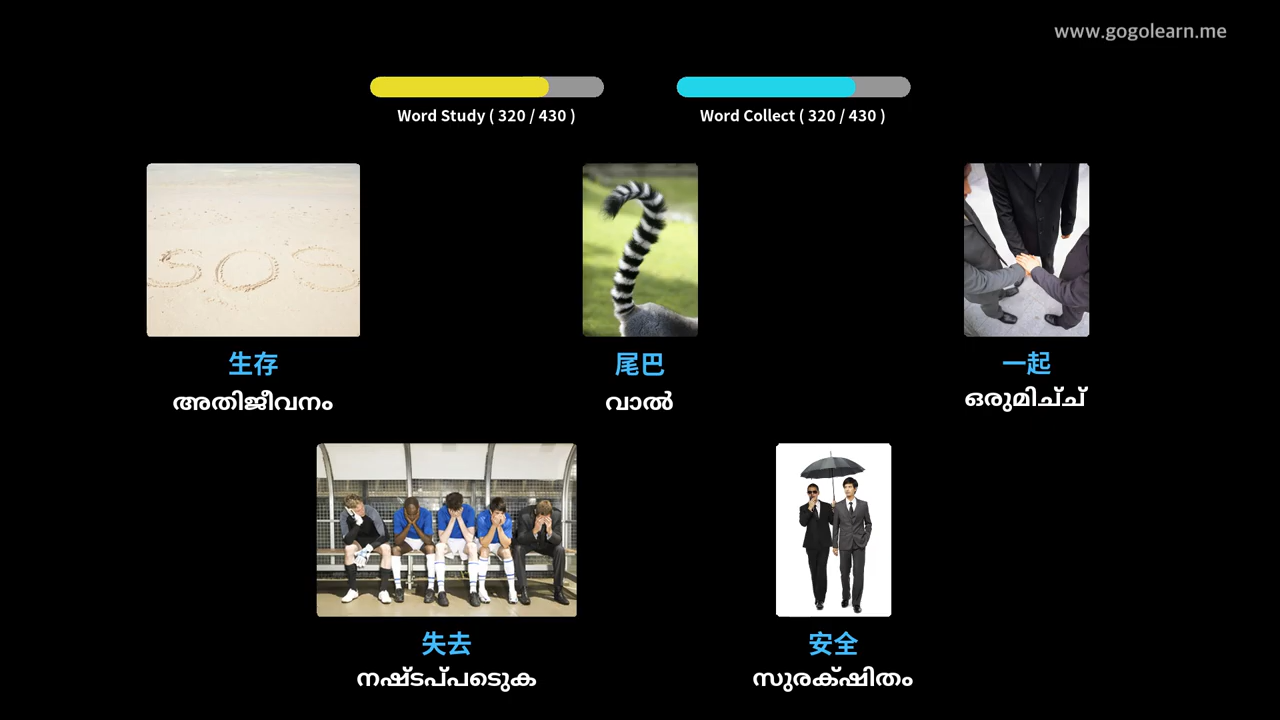 www.gogolearn.me
Word Study ( 320 / 430 )
Word Collect ( 320 / 430 )
SOS
生存
അതിജീവനം
尾巴
വാൽ
一起
ഒരുമിച്ച്
失去
നഷ്ടപ്പടെുക
安全
സുരക്ഷിതം